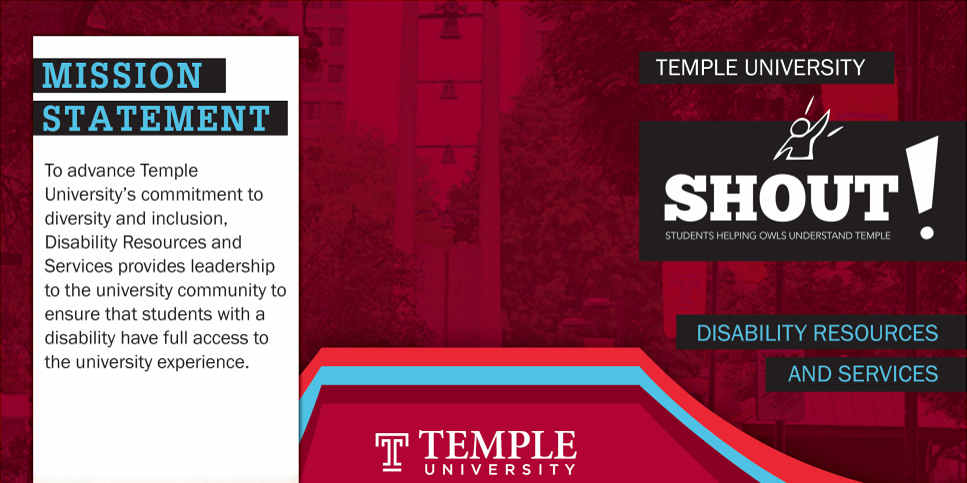 MISSION
STATEMENT
To advance Temple
University's commitment to
diversity and inclusion,
Disability Resources and
Services provides leadership
to the university community to
ensure that students with a
disability have full access to
the university experience.
TEMPLE UNIVERSITY
SHOUT!
STUDENTS HELPING OWLS UNDERSTAND TEMPLE
DISABILITY RESOURCES
AND SERVICES
T TEMPLE
UNIVERSITY